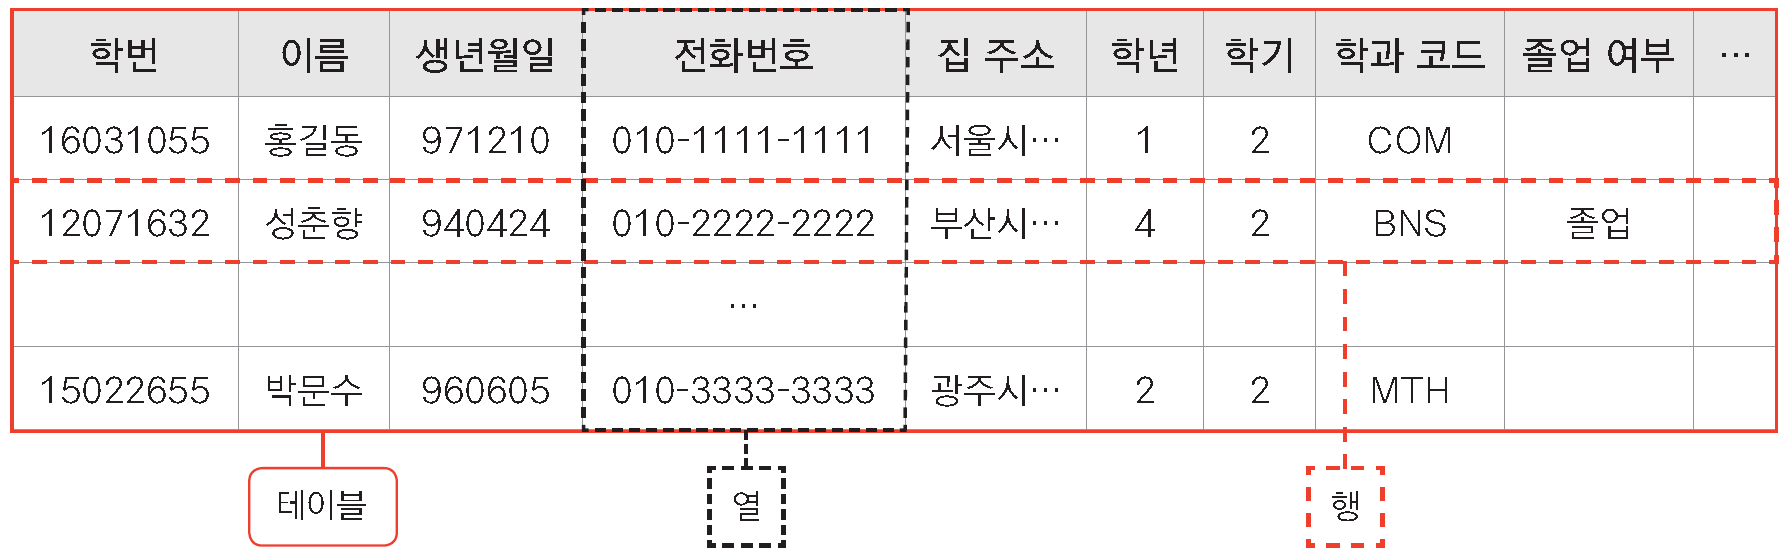 학번 이름 생년월일 전화번호 집 주소 학년 학기 학과 코드 졸업 여부 …
16031055 홍길동 971210 010-1111-1111 서울시… 1 2 COM
12071632 성춘향 940424 010-2222-2222 부산시… 4 2 BNS 졸업
…
15022655 박문수 960605 010-3333-3333 광주시… 2 2 MTH
테이블 열 행